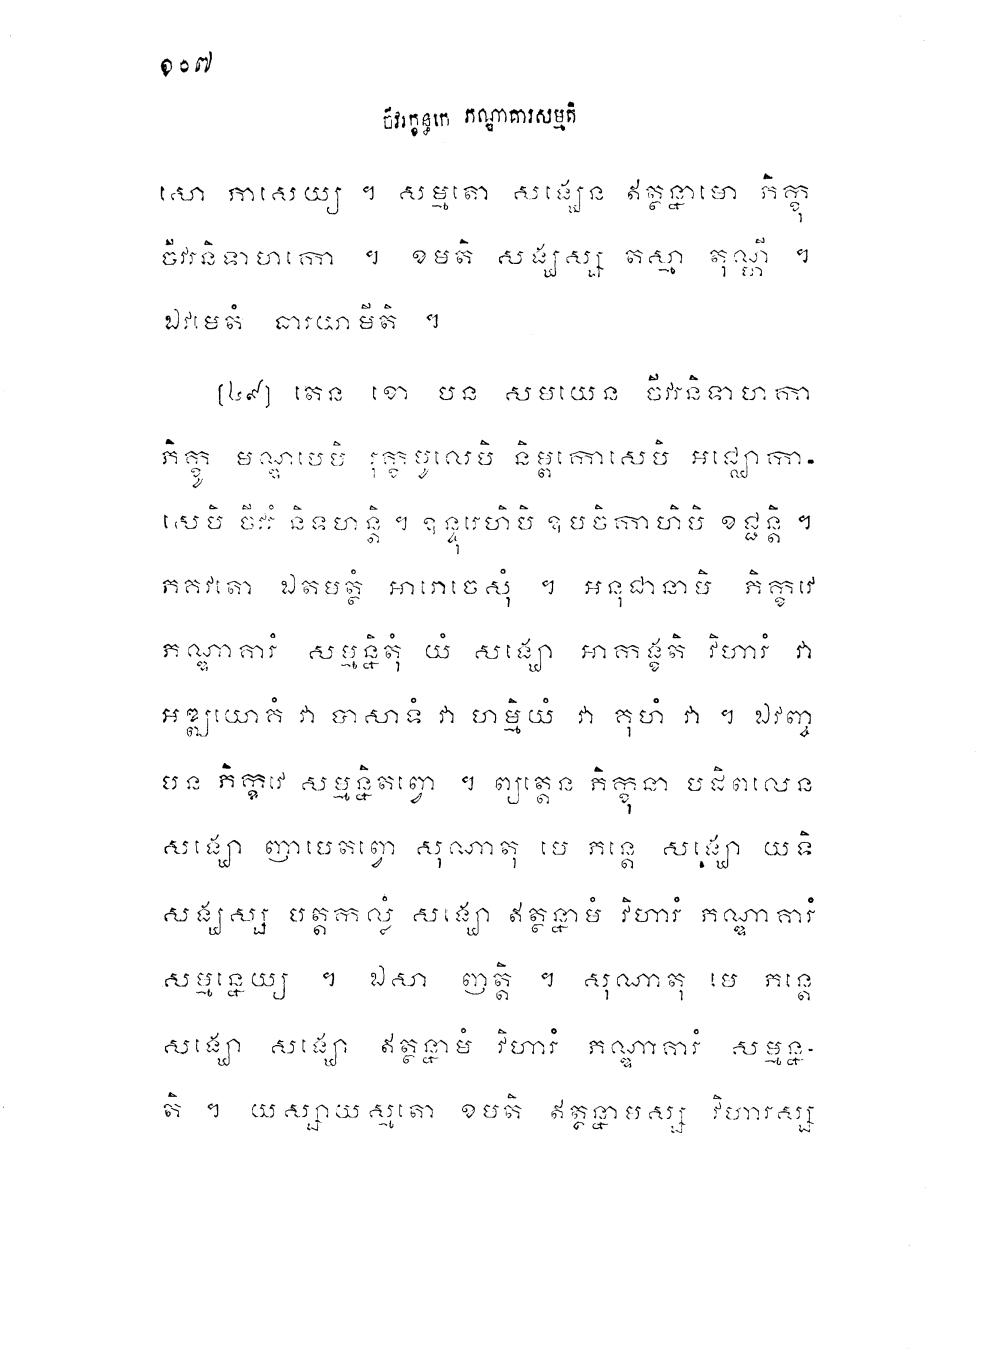 ១០៧
ចីវរក្ខន្ធកេ ភណ្ឌាគារសម្មតិ
សោ ភាសេយ្យ ។ សម្មតោ សង្ឃេន ឥត្ថន្នាមោ ភិក្ខុ
ចីវរនិទាហកោ ។ ខមតិ សង្ឃស្ស តស្មា តុណ្ហី ។
ឯវមេតំ ធារយាមីតិ ។
[៤៩] តេន ខោ បន សមយេន ចីវរនិទាហកា
ភិក្ខូ មណ្ឌបេបិ រុក្ខមូលេបិ និម្ពកោសេបិ អជ្ឈោកា-
សេបិ ចីវរំ និទហន្តិ ។ ឧន្ទុរេហិបិ ឧបចិកាហិបិ ខជ្ជន្តិ ។
ភគវតោ ឯតមត្ថំ អារោចេសុំ ។ អនុជានាមិ ភិក្ខវេ
ភណ្ឌាគារំ សម្មន្និតុំ យំ សង្ឃោ អាកង្ខតិ វិហារំ វា
អឌ្ឍយោគំ វា បាសាទំ វា ហម្មិយំ វា គុហំ វា ។ ឯវញ្ច
បន ភិក្ខវេ សម្មន្និតព្វោ ។ ព្យត្តេន ភិក្ខុនា បដិពលេន
សង្ឃោ ញាបេតព្វោ សុណាតុ មេ ភន្តេ សង្ឃោ យទិ
សង្ឃស្ស បត្តកាល្លំ សង្ឃោ ឥត្ថន្នាមំ វិហារំ ភណ្ឌាគារំ
សម្មន្នេយ្យ ។ ឯសា ញត្តិ ។ សុណាតុ មេ ភន្តេ
សង្ឃោ សង្ឃោ ឥត្ថន្នាមំ វិហារំ ភណ្ឌាគារំ សម្មន្ន-
តិ ។ យស្សាយស្មតោ ខមតិ ឥត្ថន្នាមស្ស វិហារស្ស